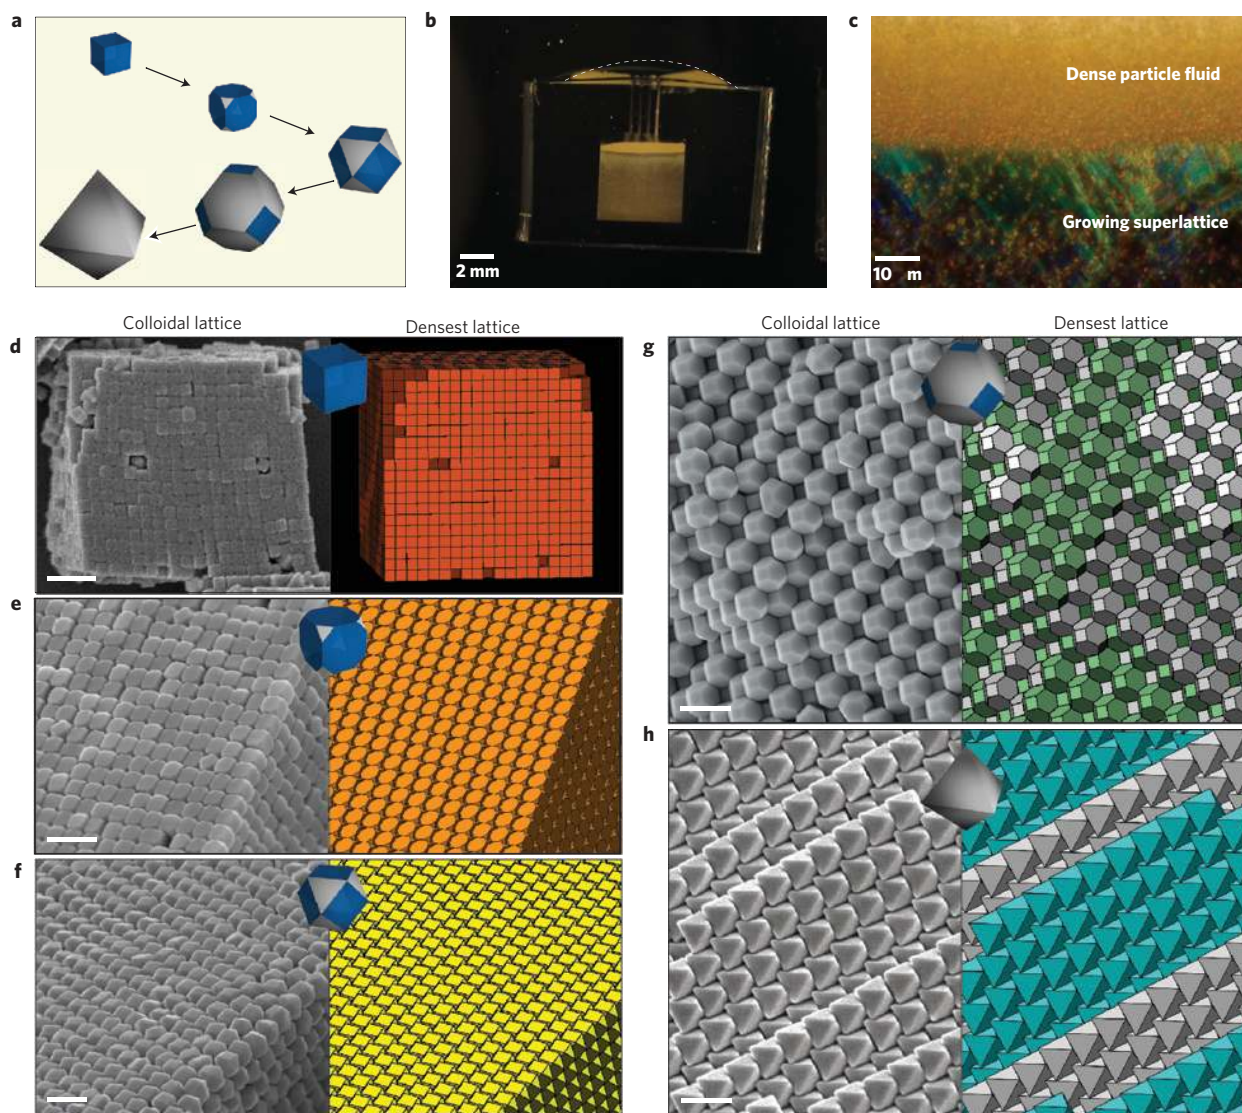 a
b
c
2 mm
Dense particle fluid
Growing superlattice
10 m
Colloidal lattice
Densest lattice
d
e
f
Colloidal lattice
Densest lattice
g
h